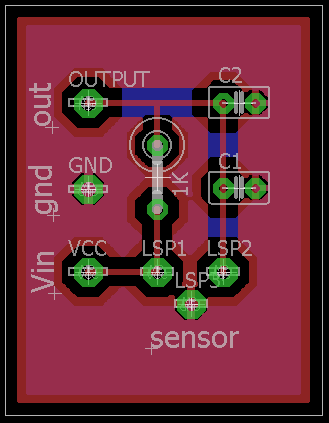 C2
OUTPUT
out
C1
GND
gnd
1K
VCC
LSP1
LSP2
Vin
LSP3
sensor